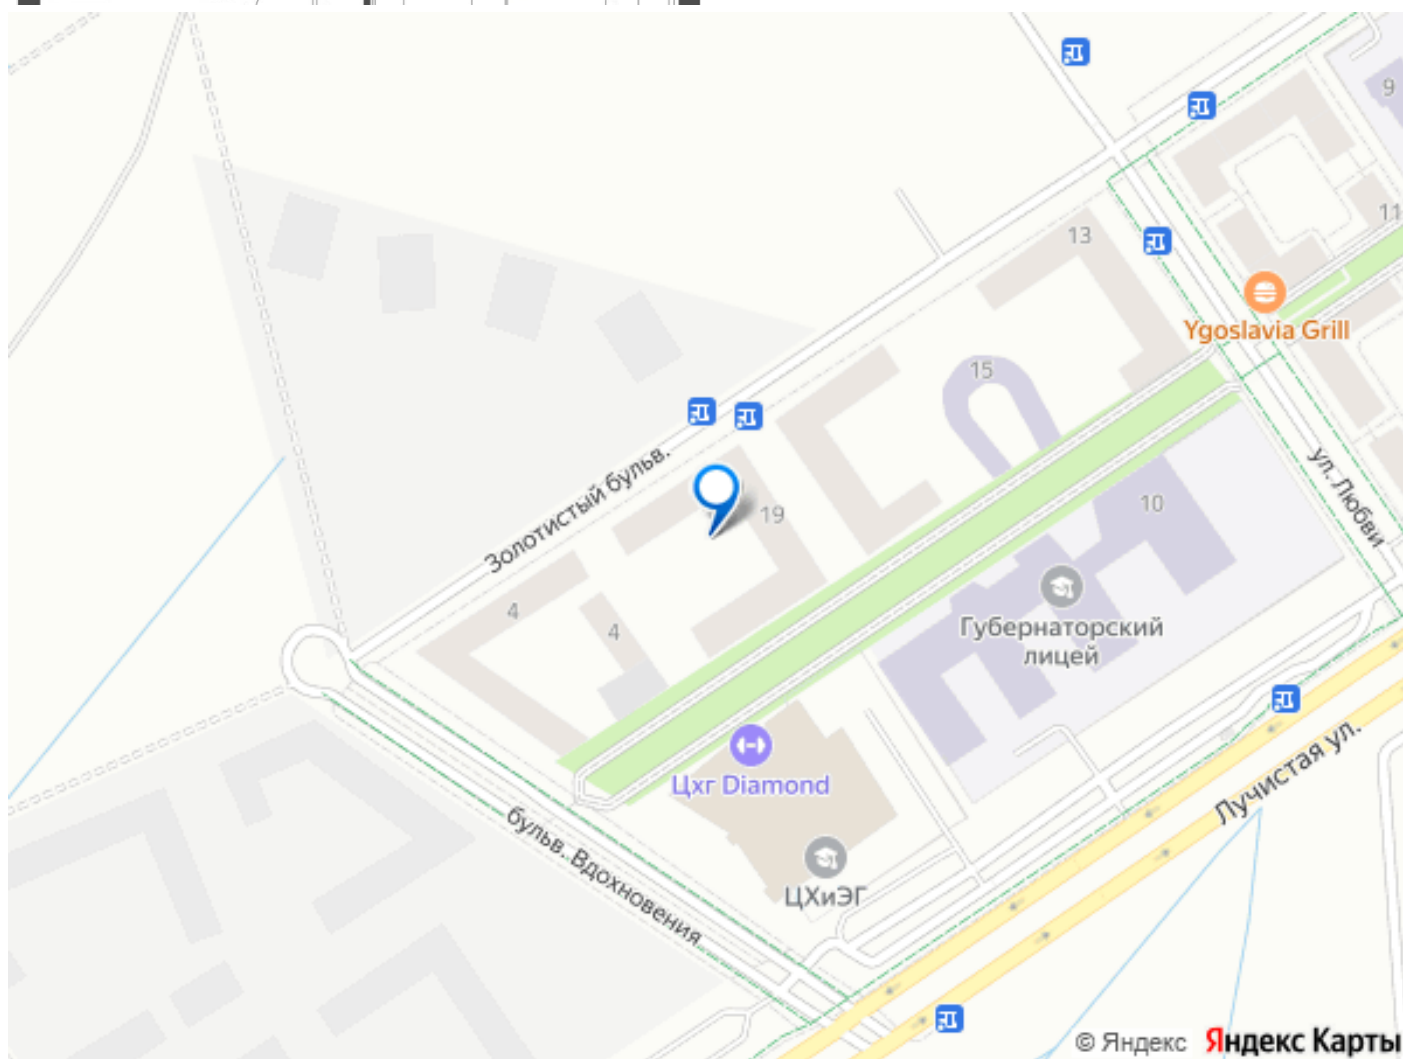 9
11
13
Ygoslavia Grill
15
ул. Любви
Золотистый бульв.
19
10
4
4
Губернаторский
лицей
Цхг Diamond
Лучистая ул.
бульв. Вдохновения
ЦХиЭГ
© Яндекс Яндекс Карты